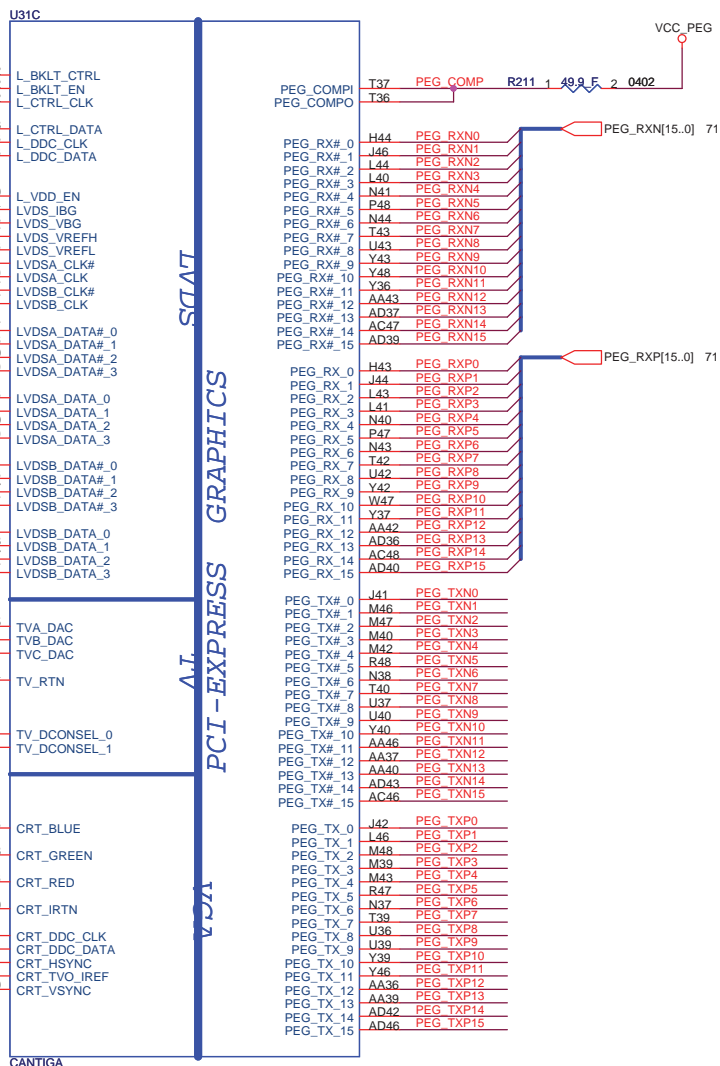 U31C
VCC_PEG
L_BKLT_CTRL
L_BKLT_EN
L_CTRL_CLK
L_CTRL_DATA
L_DDC_CLK
L_DDC_DATA
L_VDD_EN
LVDS_IBG
LVDS_VBG
LVDS_VREFH
LVDS_VREFL
LVDSA_CLK#
LVDSA_CLK
LVDSB_CLK#
LVDSB_CLK
LVDSA_DATA#_0
LVDSA_DATA#_1
LVDSA_DATA#_2
LVDSA_DATA#_3
LVDSA_DATA_0
LVDSA_DATA_1
LVDSA_DATA_2
LVDSA_DATA_3
LVDSB_DATA#_0
LVDSB_DATA#_1
LVDSB_DATA#_2
LVDSB_DATA#_3
LVDSB_DATA_0
LVDSB_DATA_1
LVDSB_DATA_2
LVDSB_DATA_3
TVA_DAC
TVB_DAC
TVC_DAC
TV_RTN
TV_DCONSEL_0
TV_DCONSEL_1
CRT_BLUE
CRT_GREEN
CRT_RED
CRT_IRTN
CRT_DDC_CLK
CRT_DDC_DATA
CRT_HSYNC
CRT_TVO_IREF
CRT_VSYNC
LVDS
TV
VGA
PCI-EXPRESS GRAPHICS
PEG_COMPI T37 PEG_COMP R211 1 49.9_F 2 0402
PEG_COMPO T36
PEG_RX#_0 H44 PEG_RXN0
PEG_RX#_1 J46 PEG_RXN1
PEG_RX#_2 L44 PEG_RXN2
PEG_RX#_3 L40 PEG_RXN3
PEG_RX#_4 N41 PEG_RXN4
PEG_RX#_5 P48 PEG_RXN5
PEG_RX#_6 N44 PEG_RXN6
PEG_RX#_7 T43 PEG_RXN7
PEG_RX#_8 U43 PEG_RXN8
PEG_RX#_9 Y43 PEG_RXN9
PEG_RX#_10 Y48 PEG_RXN10
PEG_RX#_11 Y36 PEG_RXN11
PEG_RX#_12 AA43 PEG_RXN12
PEG_RX#_13 AD37 PEG_RXN13
PEG_RX#_14 AC47 PEG_RXN14
PEG_RX#_15 AD39 PEG_RXN15
PEG_RXN[15..0] 71
PEG_RX_0 H43 PEG_RXP0
PEG_RX_1 J44 PEG_RXP1
PEG_RX_2 L43 PEG_RXP2
PEG_RX_3 L41 PEG_RXP3
PEG_RX_4 N40 PEG_RXP4
PEG_RX_5 P47 PEG_RXP5
PEG_RX_6 N43 PEG_RXP6
PEG_RX_7 T42 PEG_RXP7
PEG_RX_8 U42 PEG_RXP8
PEG_RX_9 Y42 PEG_RXP9
PEG_RX_10 W47 PEG_RXP10
PEG_RX_11 Y37 PEG_RXP11
PEG_RX_12 AA42 PEG_RXP12
PEG_RX_13 AD36 PEG_RXP13
PEG_RX_14 AC48 PEG_RXP14
PEG_RX_15 AD40 PEG_RXP15
PEG_RXP[15..0] 71
PEG_TX#_0 J41 PEG_TXN0
PEG_TX#_1 M46 PEG_TXN1
PEG_TX#_2 M47 PEG_TXN2
PEG_TX#_3 M40 PEG_TXN3
PEG_TX#_4 M42 PEG_TXN4
PEG_TX#_5 R48 PEG_TXN5
PEG_TX#_6 N38 PEG_TXN6
PEG_TX#_7 T40 PEG_TXN7
PEG_TX#_8 U37 PEG_TXN8
PEG_TX#_9 U40 PEG_TXN9
PEG_TX#_10 Y40 PEG_TXN10
PEG_TX#_11 AA46 PEG_TXN11
PEG_TX#_12 AA37 PEG_TXN12
PEG_TX#_13 AA40 PEG_TXN13
PEG_TX#_14 AD43 PEG_TXN14
PEG_TX#_15 AC46 PEG_TXN15
PEG_TX_0 J42 PEG_TXP0
PEG_TX_1 L46 PEG_TXP1
PEG_TX_2 M48 PEG_TXP2
PEG_TX_3 M39 PEG_TXP3
PEG_TX_4 M43 PEG_TXP4
PEG_TX_5 R47 PEG_TXP5
PEG_TX_6 N37 PEG_TXP6
PEG_TX_7 T39 PEG_TXP7
PEG_TX_8 U36 PEG_TXP8
PEG_TX_9 U39 PEG_TXP9
PEG_TX_10 Y39 PEG_TXP10
PEG_TX_11 Y46 PEG_TXP11
PEG_TX_12 AA36 PEG_TXP12
PEG_TX_13 AA39 PEG_TXP13
PEG_TX_14 AD42 PEG_TXP14
PEG_TX_15 AD46 PEG_TXP15
CANTIGA